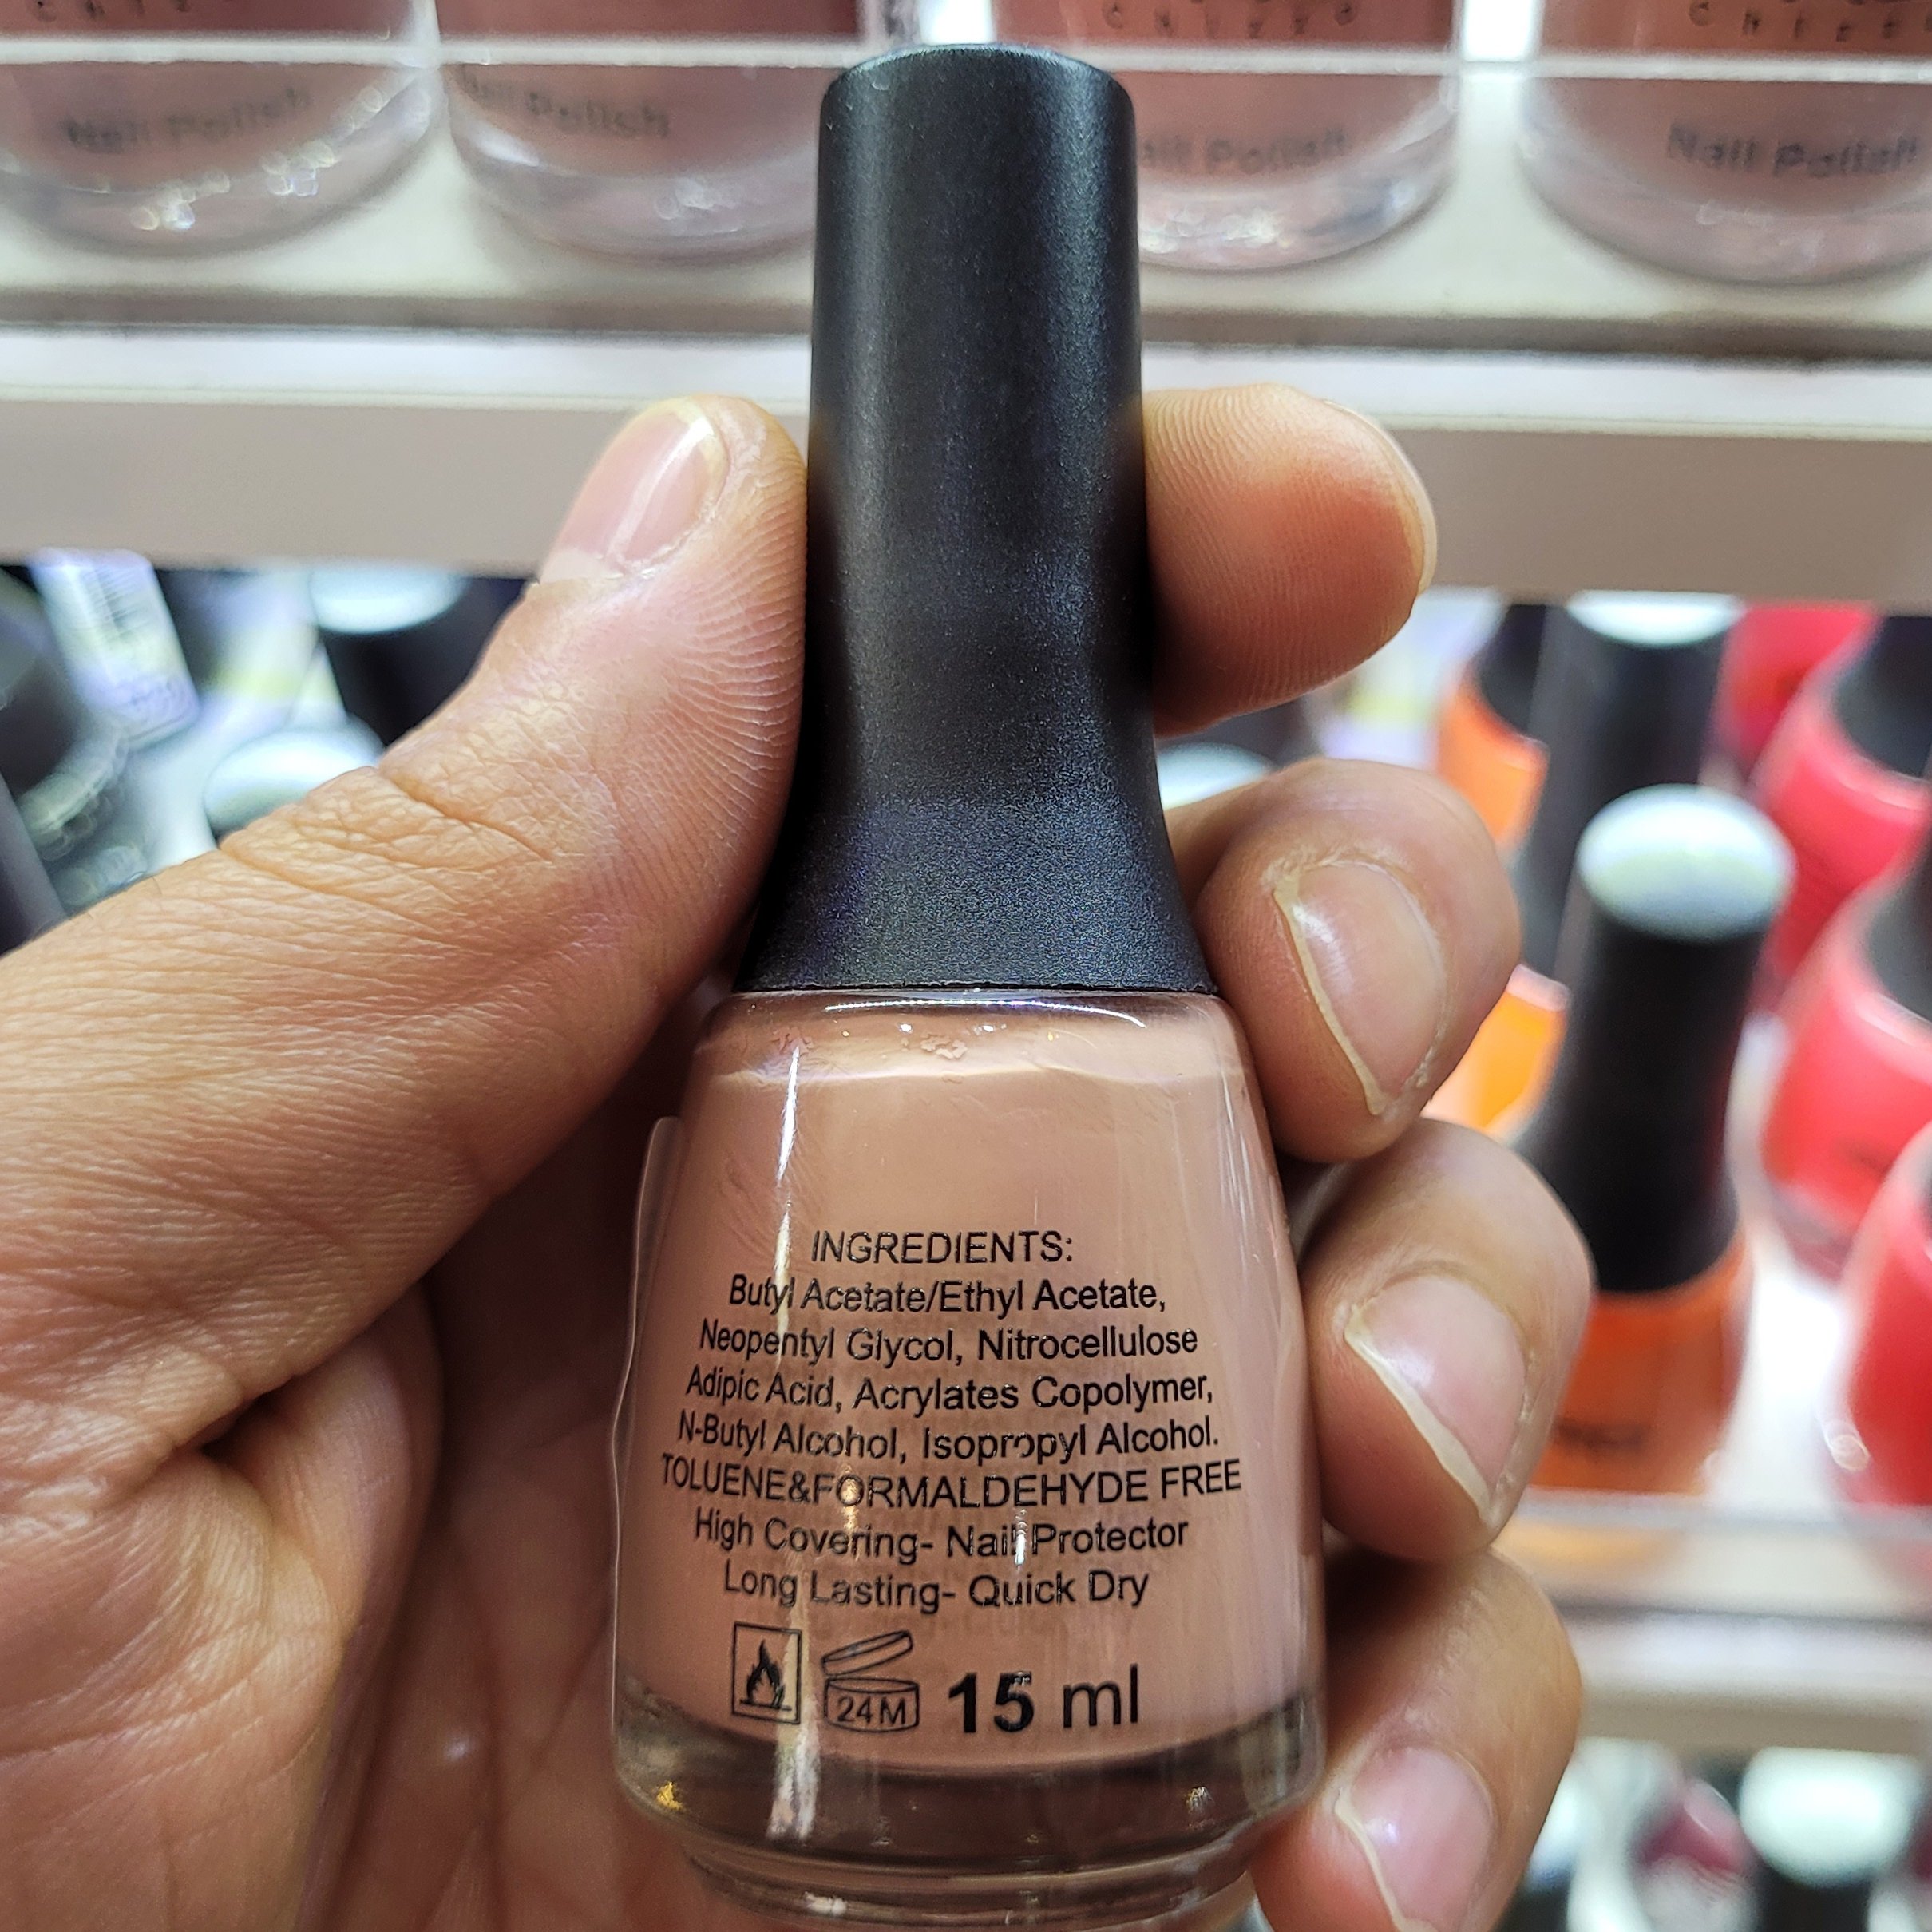 Nail Polish
Polish
Polish
Nail Polish
INGREDIENTS:
Butyl Acetate/Ethyl Acetate,
Neopentyl Glycol, Nitrocellulose
Adipic Acid, Acrylates Copolymer,
N-Butyl Alcohol, Isopropyl Alcohol.
TOLUENE&FORMALDEHYDE FREE
High Covering- Nail Protector
Long Lasting- Quick Dry
24M 15 ml